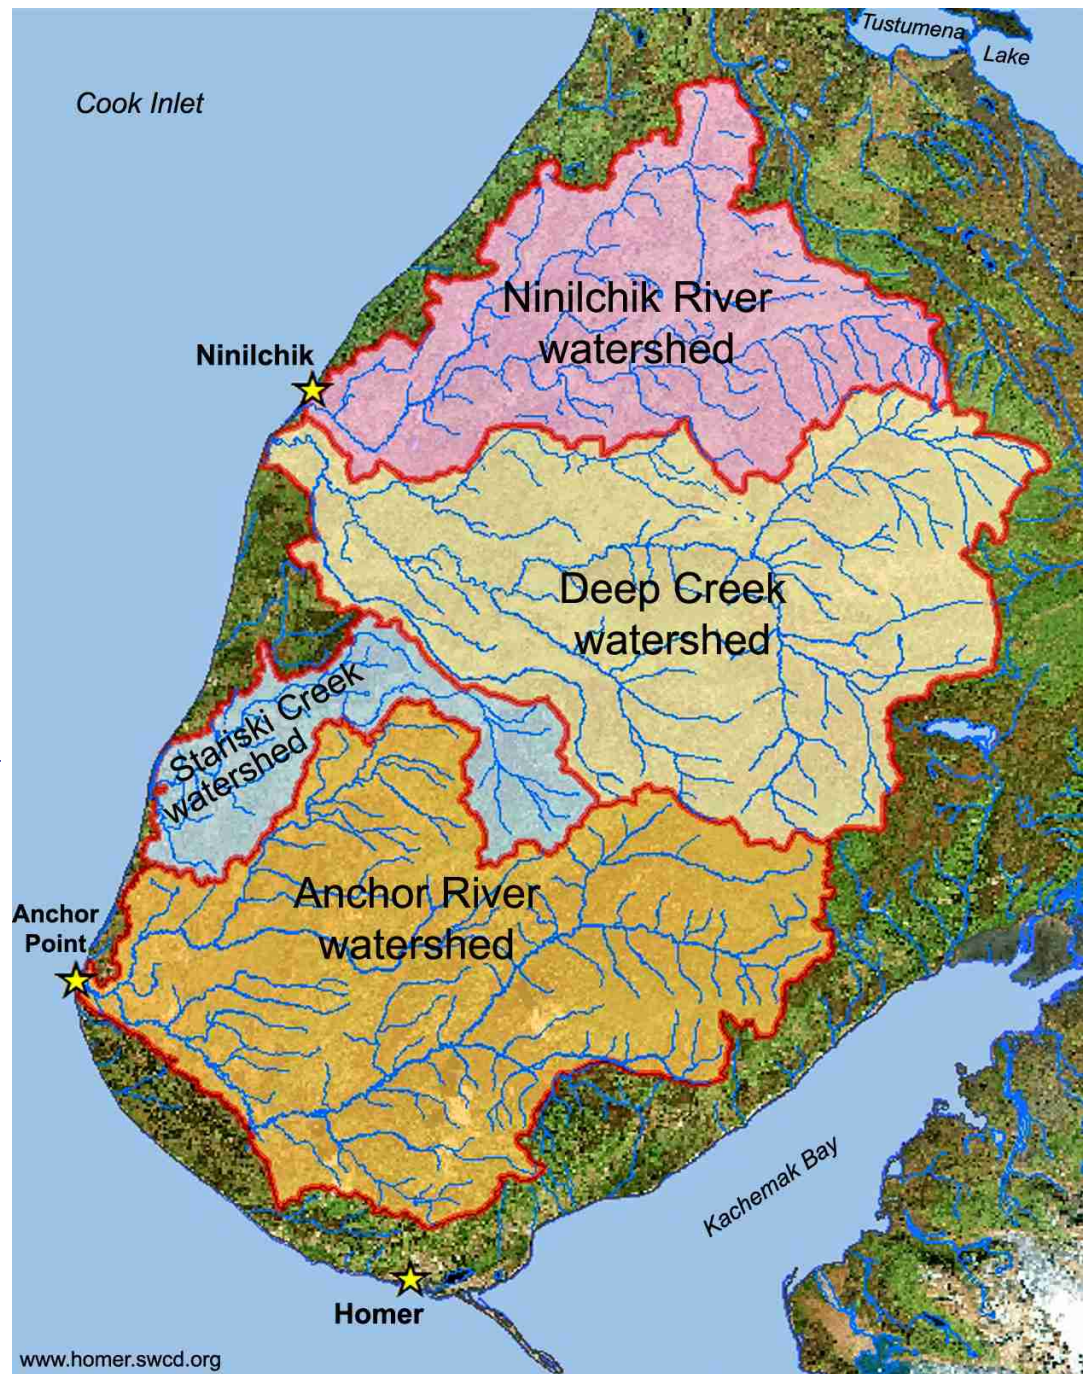 Tustumena
Lake
Cook Inlet
Ninilchik River
watershed
Ninilchik
Deep Creek
watershed
Stariski Creek
watershed
Anchor River
watershed
Anchor
Point
Kachemak Bay
Homer
www.homer.swcd.org